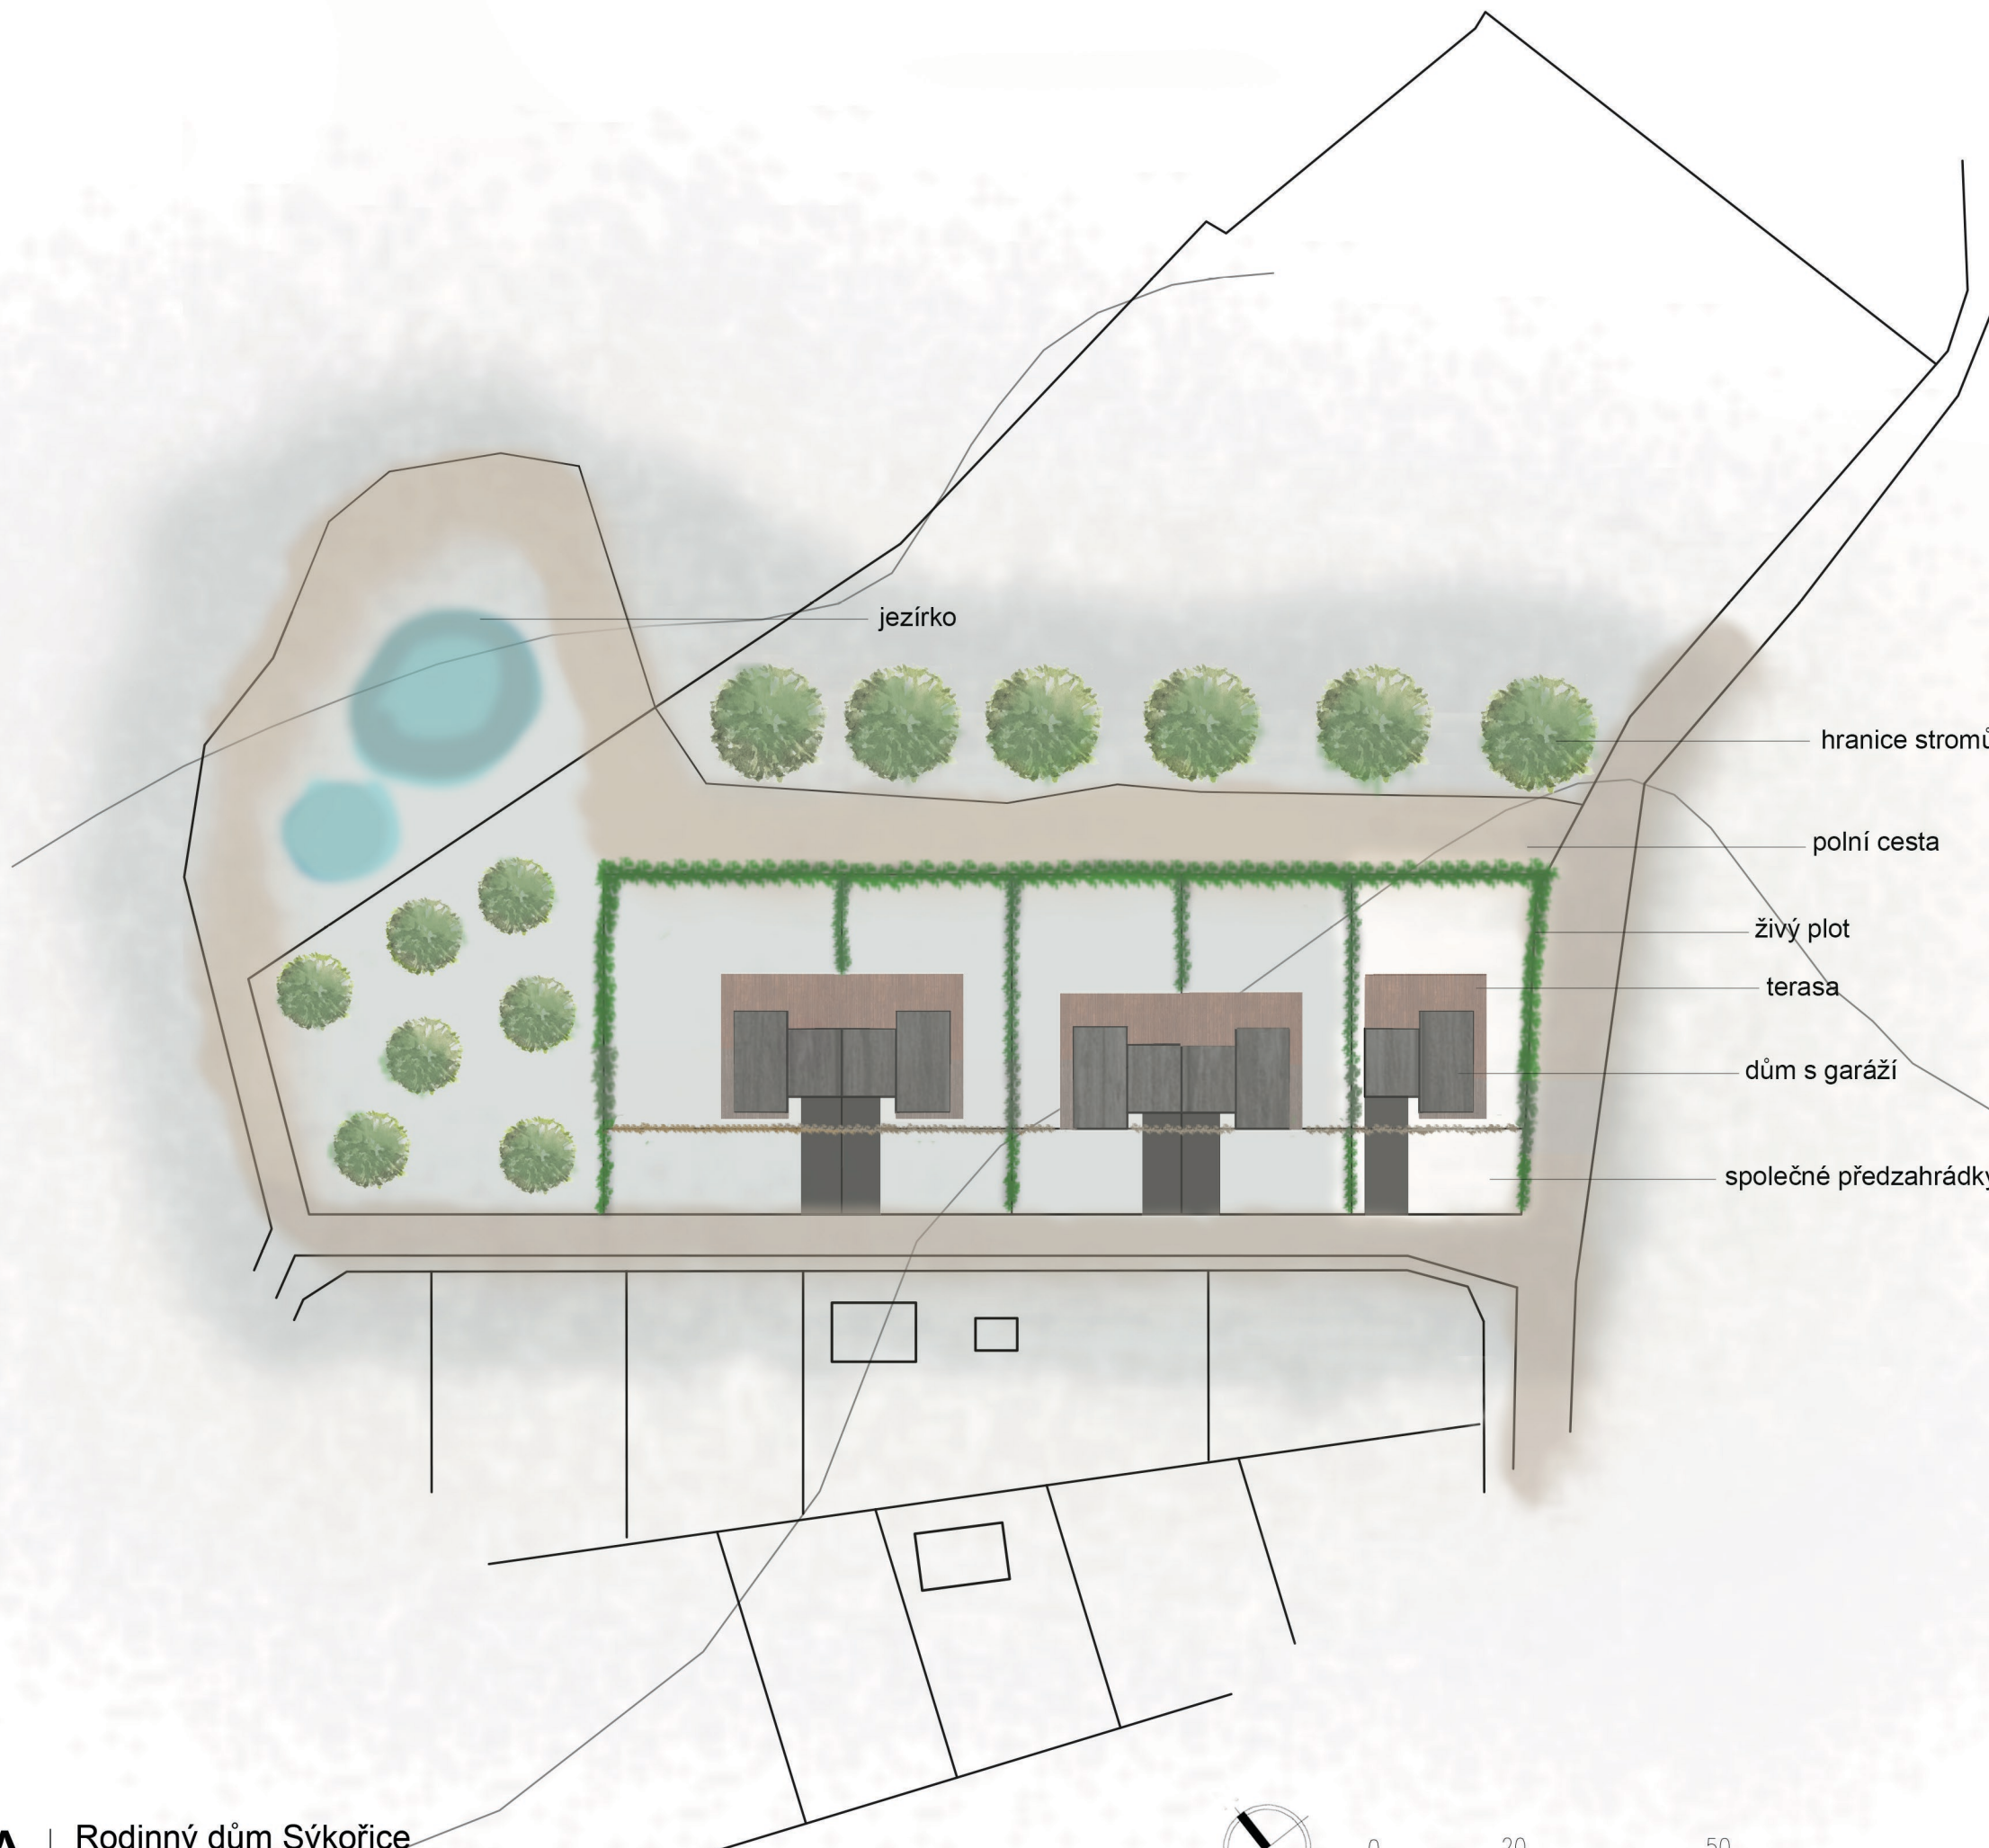 jezírko
hranice stromů
polní cesta
živý plot
terasa
dům s garáží
společné předzahrádky
A
Rodinný dům Sýkořice
0 20 50